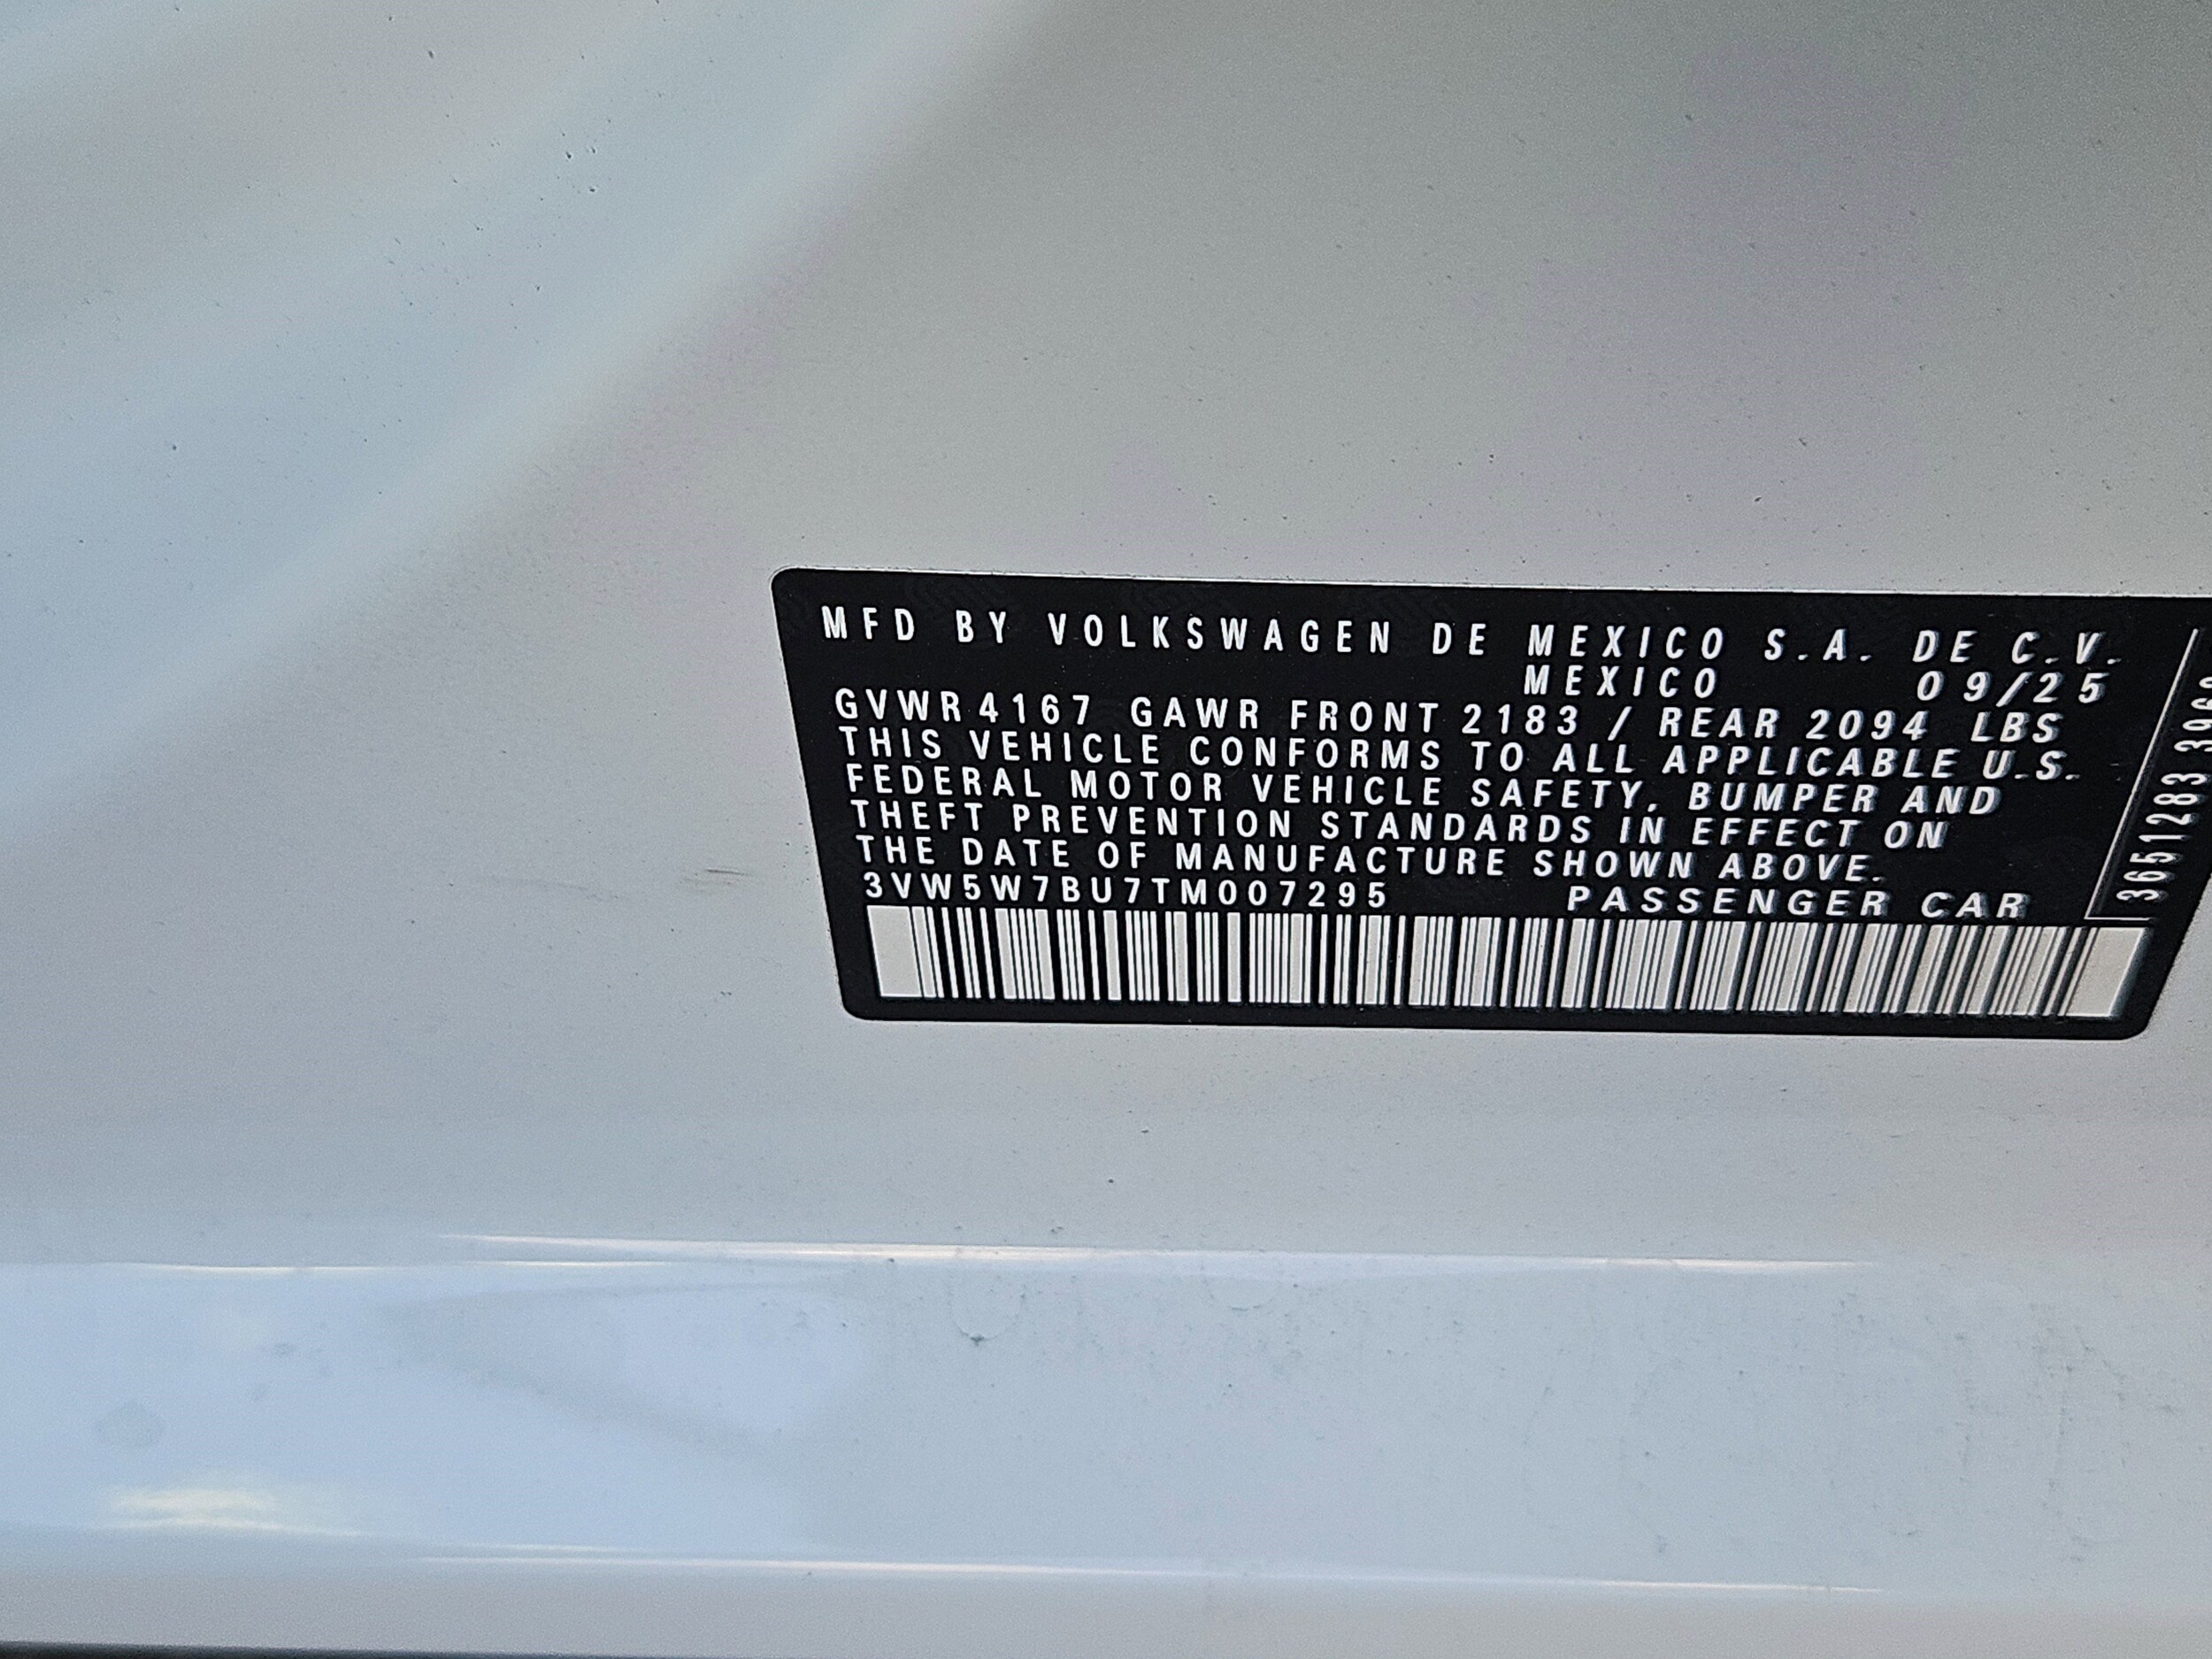 MFD BY VOLKSWAGEN DE MEXICO S.A. DE C.V.
MEXICO 09/25
GVWR 4167 GAWR FRONT 2183 / REAR 2094 LBS
THIS VEHICLE CONFORMS TO ALL APPLICABLE U.S.
FEDERAL MOTOR VEHICLE SAFETY, BUMPER AND
THEFT PREVENTION STANDARDS IN EFFECT ON
THE DATE OF MANUFACTURE SHOWN ABOVE.
3VW5W7BU7TM007295 PASSENGER CAR
3651283